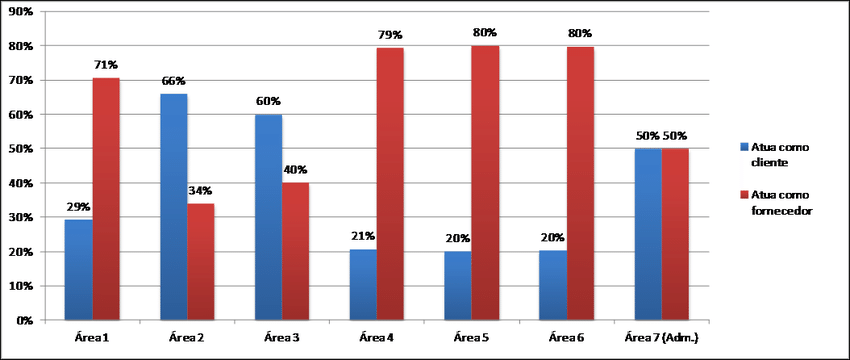 90%
80%
70%
60%
50%
40%
30%
20%
10%
0%
29%
71%
66%
34%
60%
40%
21%
79%
20%
80%
20%
80%
50%
50%
Área 1
Área 2
Área 3
Área 4
Área 5
Área 6
Área 7 (Adm.)
Atua como
cliente
Atua como
fornecedor